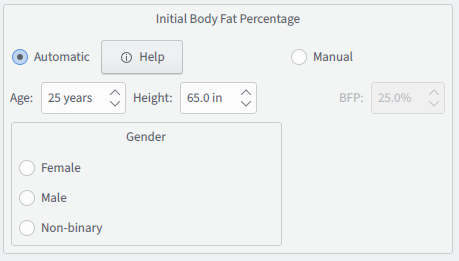 Initial Body Fat Percentage
Automatic Help Manual
Age: 25 years Height: 65.0 in BFP: 25.0%
Gender
Female
Male
Non-binary